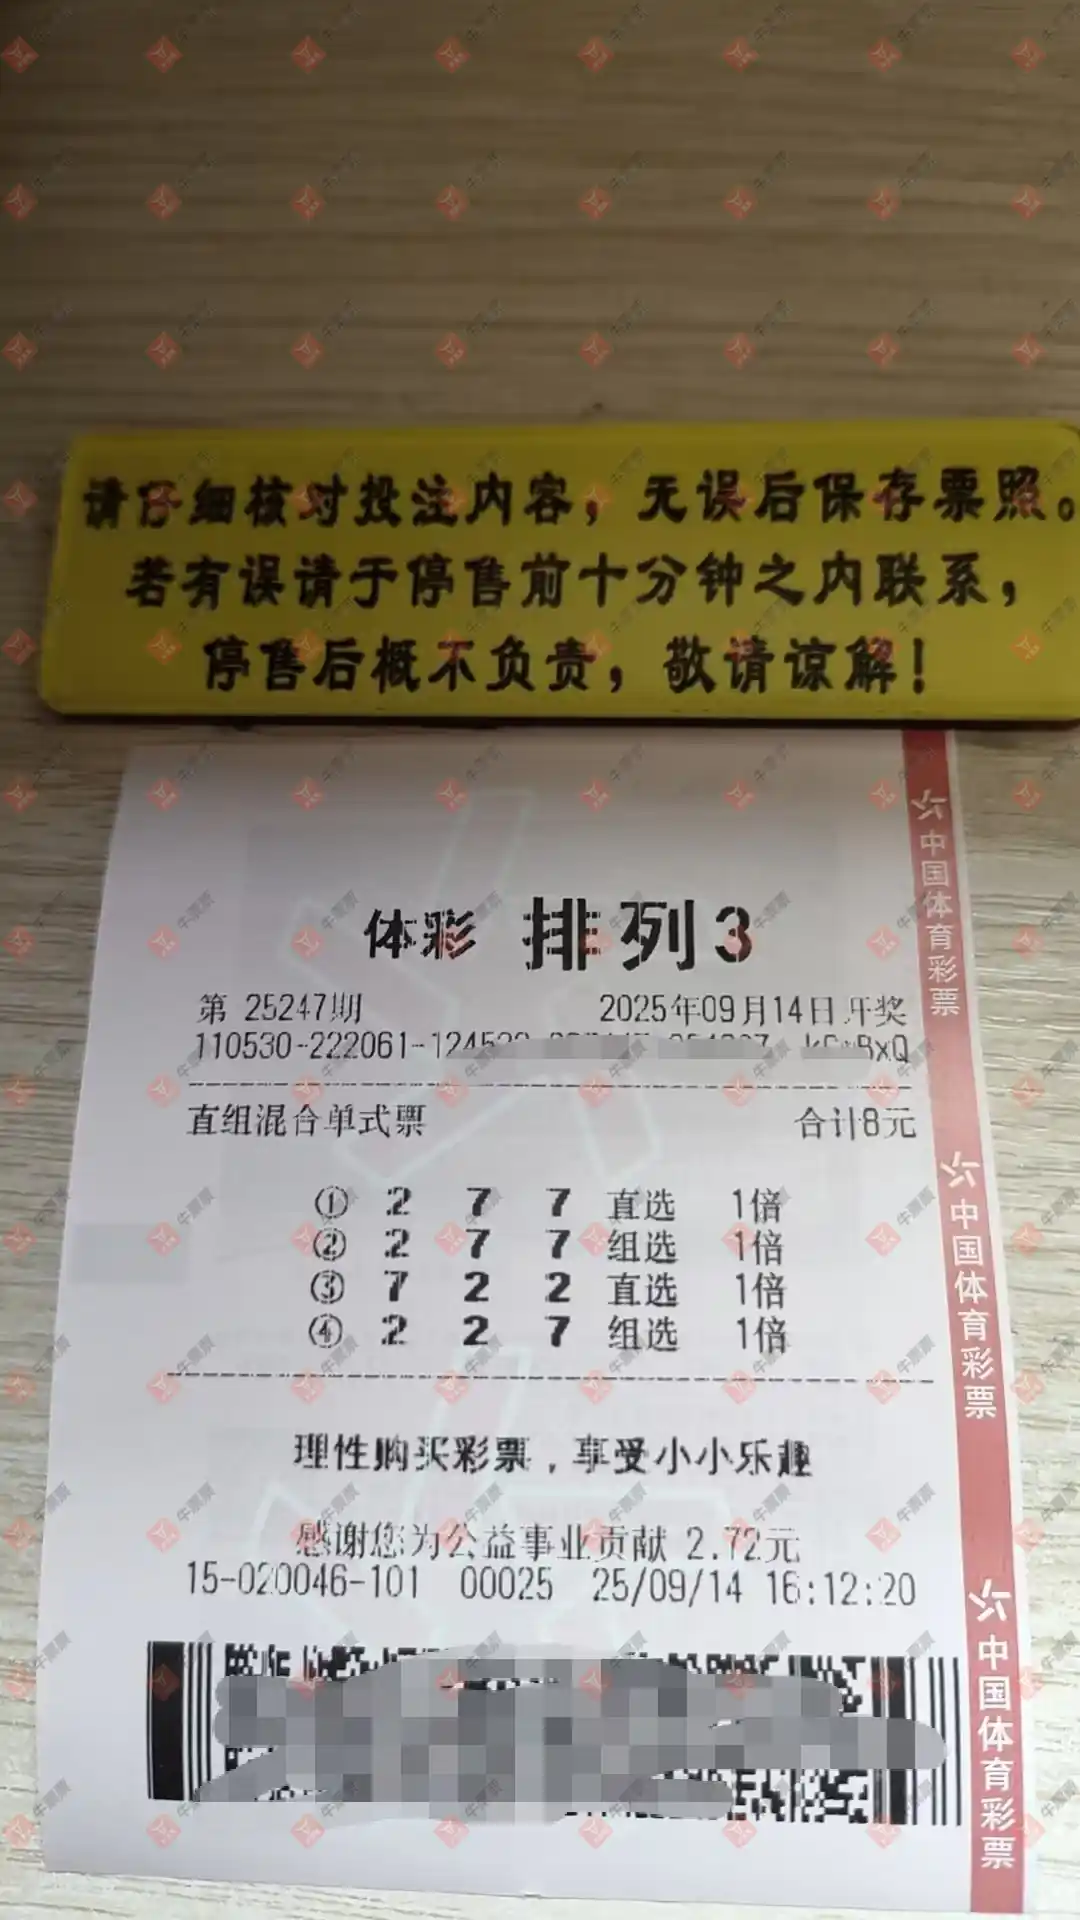 请仔细核对投注内容，无误后保存票照。
若有误请于停售前十分钟之内联系，
停售后概不负责，敬请谅解！
体彩 排列3
第 25247期 2025年09月14日开奖
110530-222061-124522
直组混合单式票 合计8元
① 2 7 7 直选 1倍
② 2 7 7 组选 1倍
③ 7 2 2 直选 1倍
④ 2 2 7 组选 1倍
理性购买彩票，享受小小乐趣
感谢您为公益事业贡献 2.72元
15-020046-101 00025 25/09/14 16:12:20
中国体育彩票
中国体育彩票
中国体育彩票
牛票票